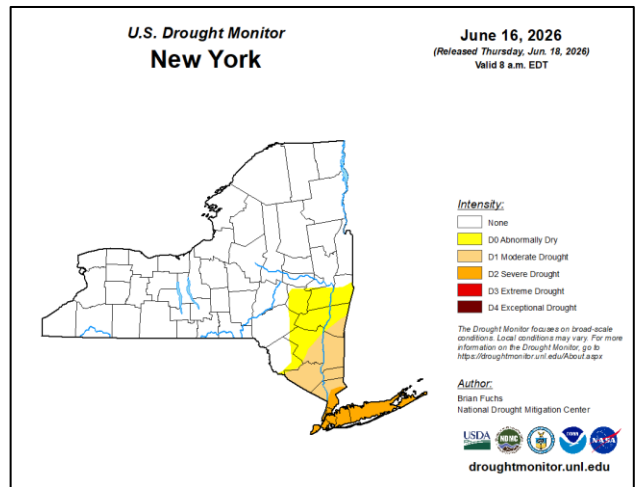 U.S. Drought Monitor
New York
June 16, 2026
(Released Thursday, Jun. 18, 2026)
Valid 8 a.m. EDT
Intensity:
None
D0 Abnormally Dry
D1 Moderate Drought
D2 Severe Drought
D3 Extreme Drought
D4 Exceptional Drought
The Drought Monitor focuses on broad-scale
conditions. Local conditions may vary. For more
information on the Drought Monitor, go to
https://droughtmonitor.unl.edu/About.aspx
Author:
Brian Fuchs
National Drought Mitigation Center
USDA
NDMC
NOAA
NASA
droughtmonitor.unl.edu